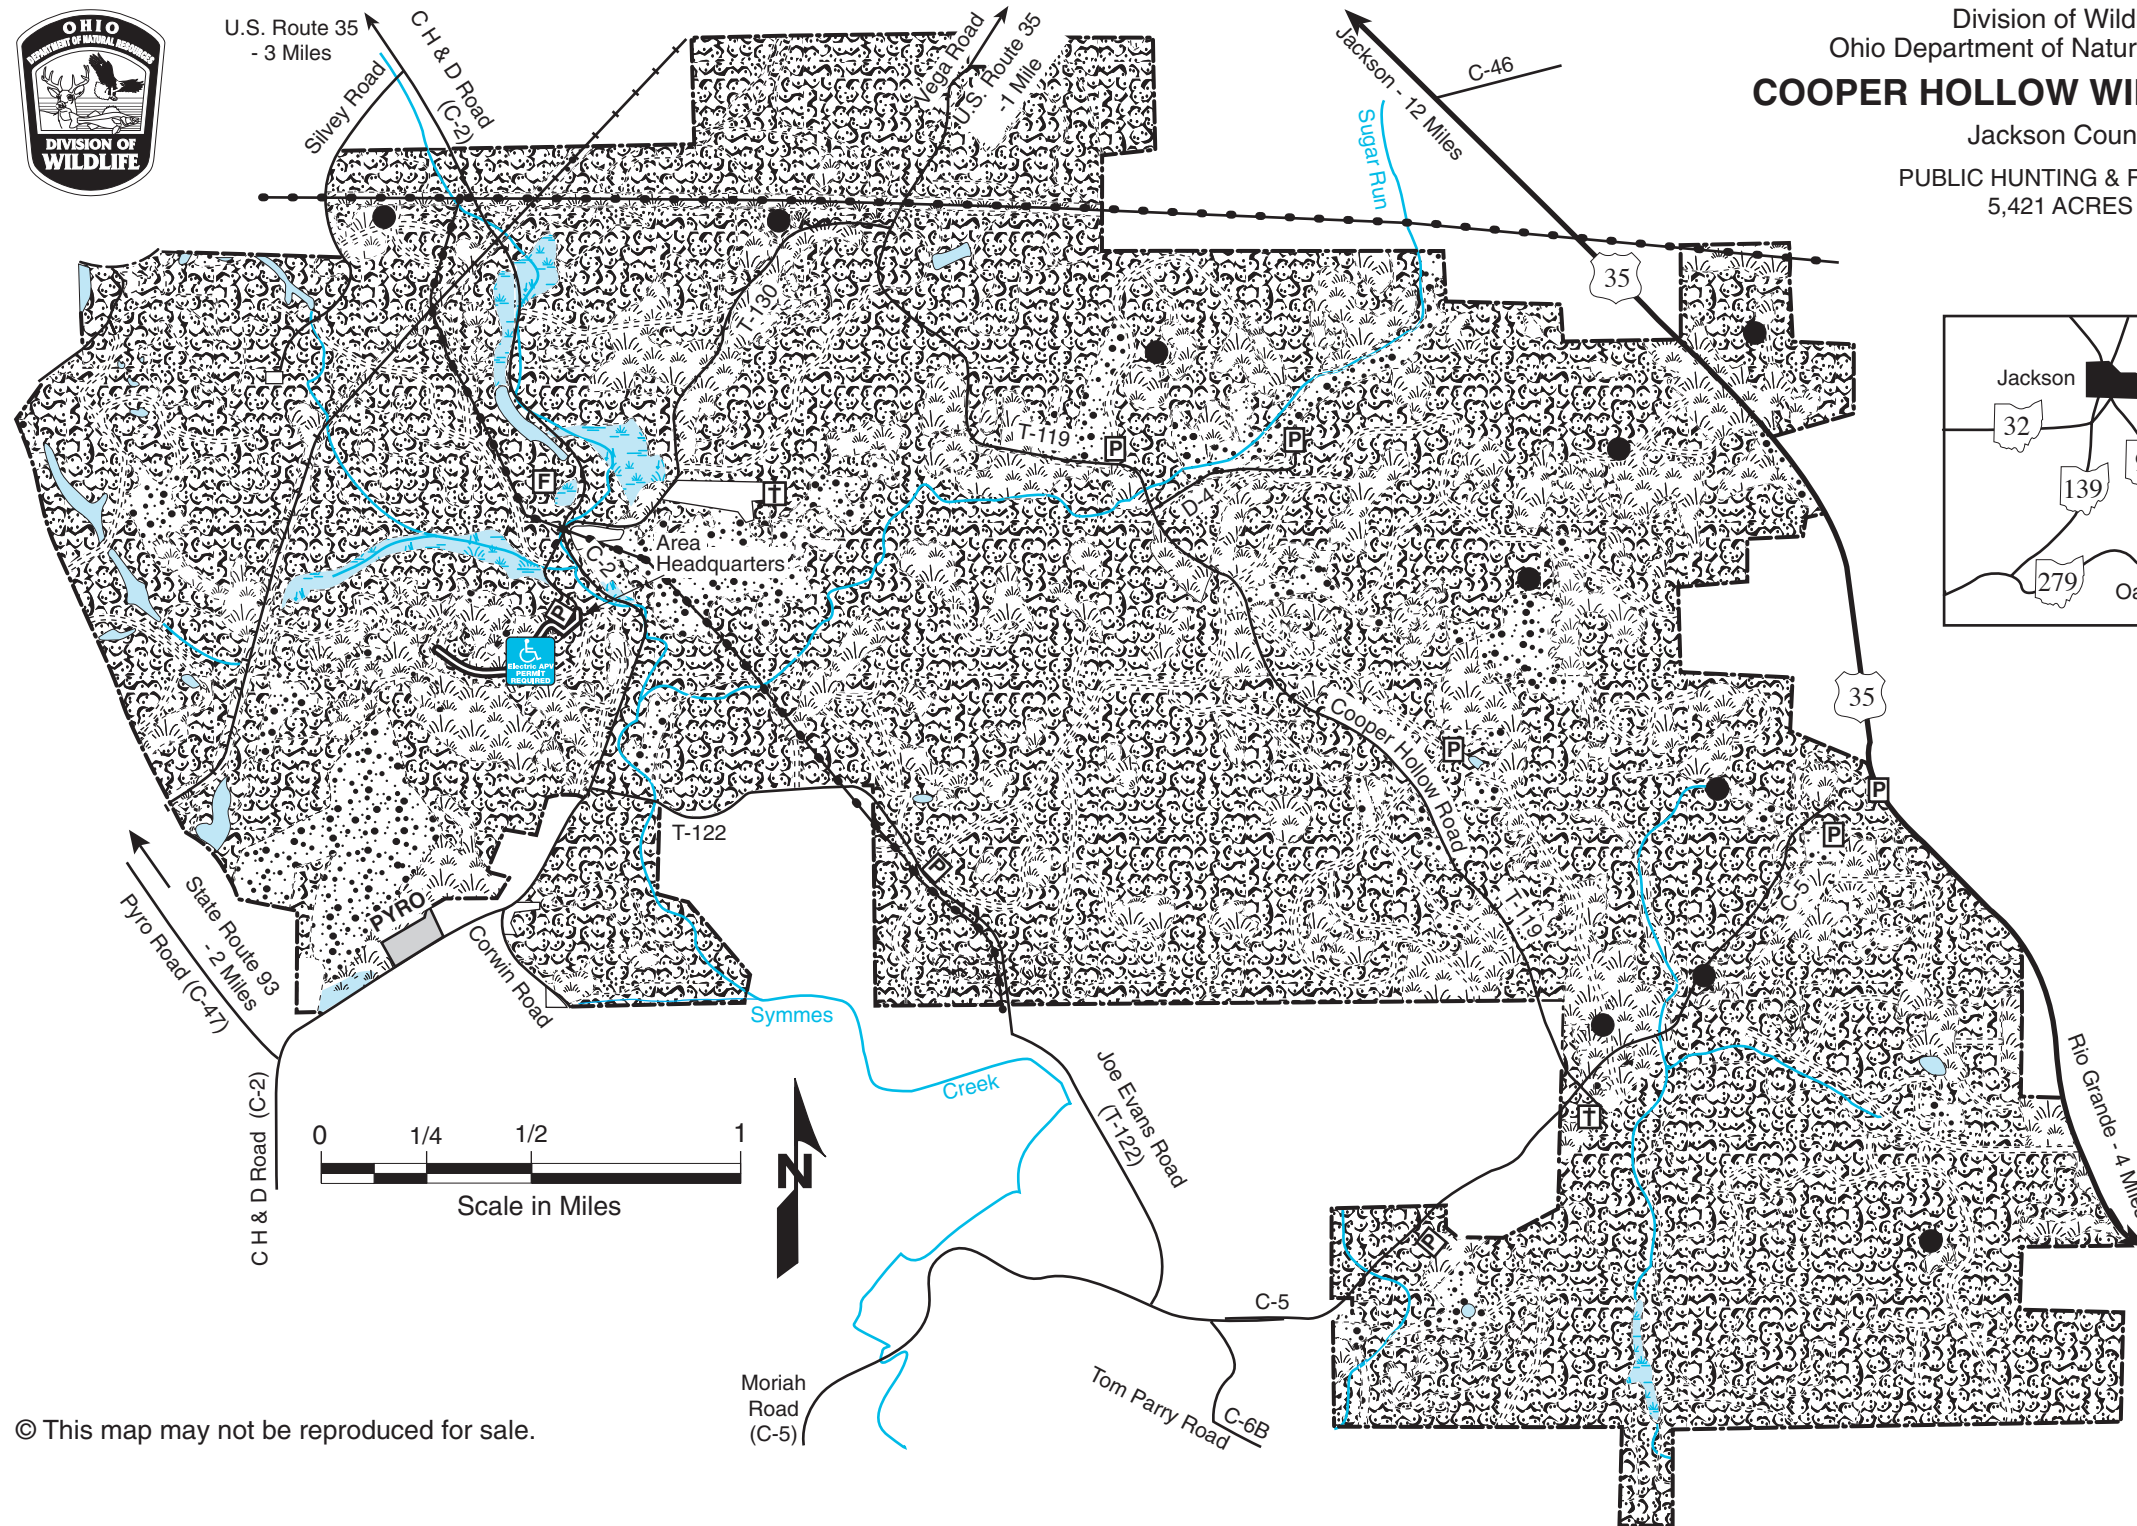 OHIO
DEPARTMENT OF NATURAL RESOURCES
DIVISION OF
WILDLIFE
U.S. Route 35
- 3 Miles
C H & D Road
(C-2)
Silvey Road
Vega Road
U.S. Route 35
-1 Mile
Jackson - 12 Miles
C-46
Sugar Run
Division of Wild
Ohio Department of Natur
COOPER HOLLOW WI
Jackson Coun
PUBLIC HUNTING & F
5,421 ACRES
35
Jackson
32
139
279
Oa
T-130
T-119
P
P
D-4
F
Area
Headquarters
C-2
P
Electric APV
PERMIT
REQUIRED
35
Cooper Hollow Road
P
P
P
C-5
T-119
T-122
P
PYRO
State Route 93
- 2 Miles
Pyro Road (C-47)
Corwin Road
Symmes
Creek
Joe Evans Road
(T-122)
Rio Grande - 4 Miles
C H & D Road (C-2)
0 1/4 1/2 1
Scale in Miles
N
P
C-5
Moriah
Road
(C-5)
Tom Parry Road
C-6B
© This map may not be reproduced for sale.